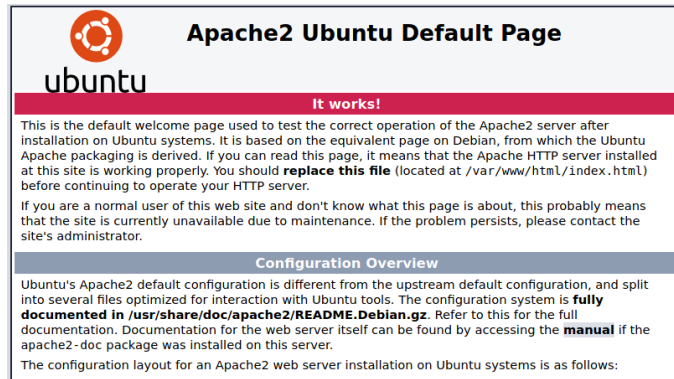 Apache2 Ubuntu Default Page
ubuntu
It works!
This is the default welcome page used to test the correct operation of the Apache2 server after
installation on Ubuntu systems. It is based on the equivalent page on Debian, from which the Ubuntu
Apache packaging is derived. If you can read this page, it means that the Apache HTTP server installed
at this site is working properly. You should replace this file (located at /var/www/html/index.html)
before continuing to operate your HTTP server.
If you are a normal user of this web site and don't know what this page is about, this probably means
that the site is currently unavailable due to maintenance. If the problem persists, please contact the
site's administrator.
Configuration Overview
Ubuntu's Apache2 default configuration is different from the upstream default configuration, and split
into several files optimized for interaction with Ubuntu tools. The configuration system is fully
documented in /usr/share/doc/apache2/README.Debian.gz. Refer to this for the full
documentation. Documentation for the web server itself can be found by accessing the manual if the
apache2-doc package was installed on this server.
The configuration layout for an Apache2 web server installation on Ubuntu systems is as follows: